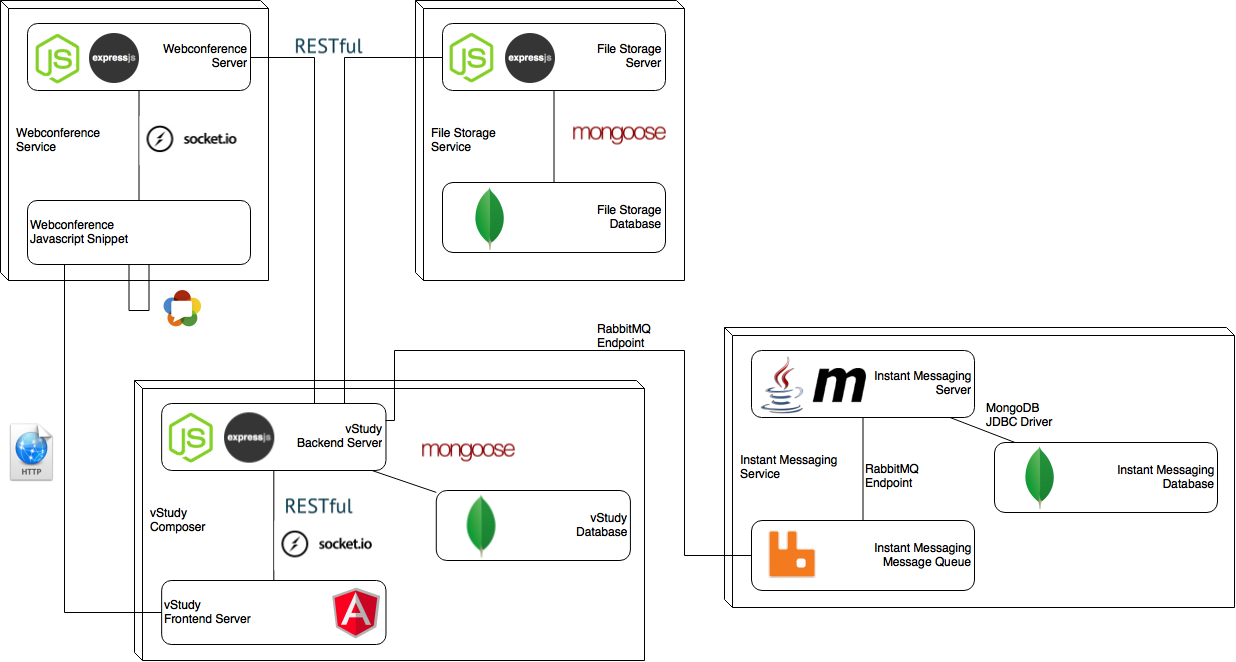 JS
expressjs
Webconference
Server
RESTful
JS
expressjs
File Storage
Server
Webconference
Service
socket.io
File Storage
Service
mongoose
Webconference
Javascript Snippet
File Storage
Database
RabbitMQ
Endpoint
m
Instant Messaging
Server
MongoDB
JDBC Driver
JS
expressjs
vStudy
Backend Server
mongoose
HTTP
Instant Messaging
Service
RabbitMQ
Endpoint
Instant Messaging
Database
vStudy
Composer
RESTful
socket.io
vStudy
Database
Instant Messaging
Message Queue
vStudy
Frontend Server
A